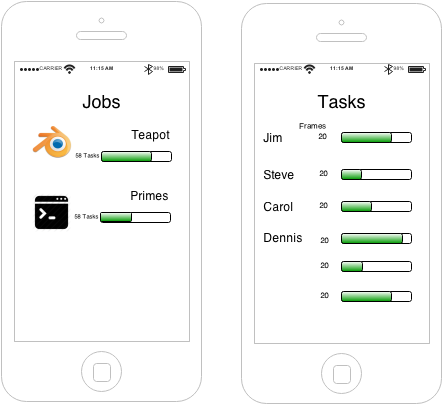 CARRIER 11:15 AM 98%
Jobs
Teapot
58 Tasks
Primes
58 Tasks
CARRIER 11:15 AM 98%
Tasks
Frames
Jim 20
Steve 20
Carol 20
Dennis 20
20
20